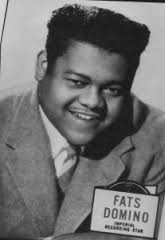 FATS
DOMINO
IMPERIAL
RECORDING STAR